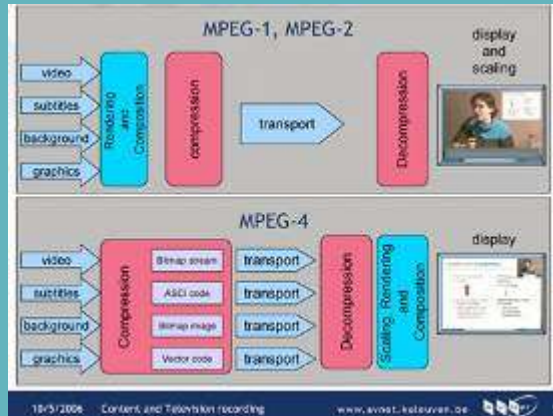 MPEG-1, MPEG-2
display
and
scaling
video
subtitles
background
graphics
Rendering
and
Composition
compression
transport
Decompression
MPEG-4
display
video
subtitles
background
graphics
Compression
Bitmap stream
ASCI code
Bitmap image
Vector code
transport
transport
transport
transport
Decompression
Scaling, Rendering
and
Composition
10/5/2006 Content and Television recording www.avnet.kuleuven.be